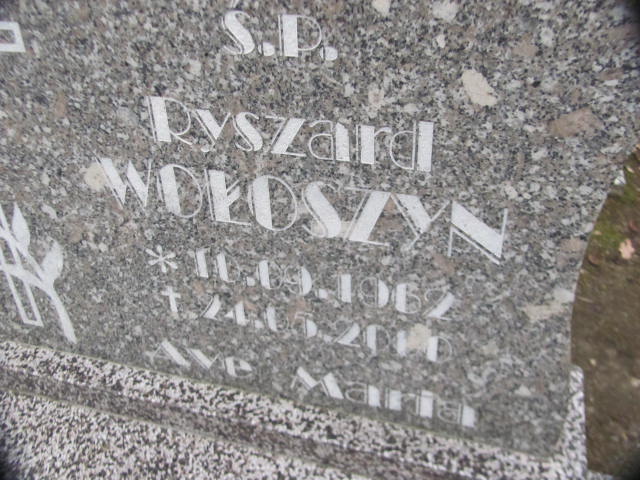 Ś.P.
Ryszard
WOŁOSZYN
* 11.09.1962
Ave Maria